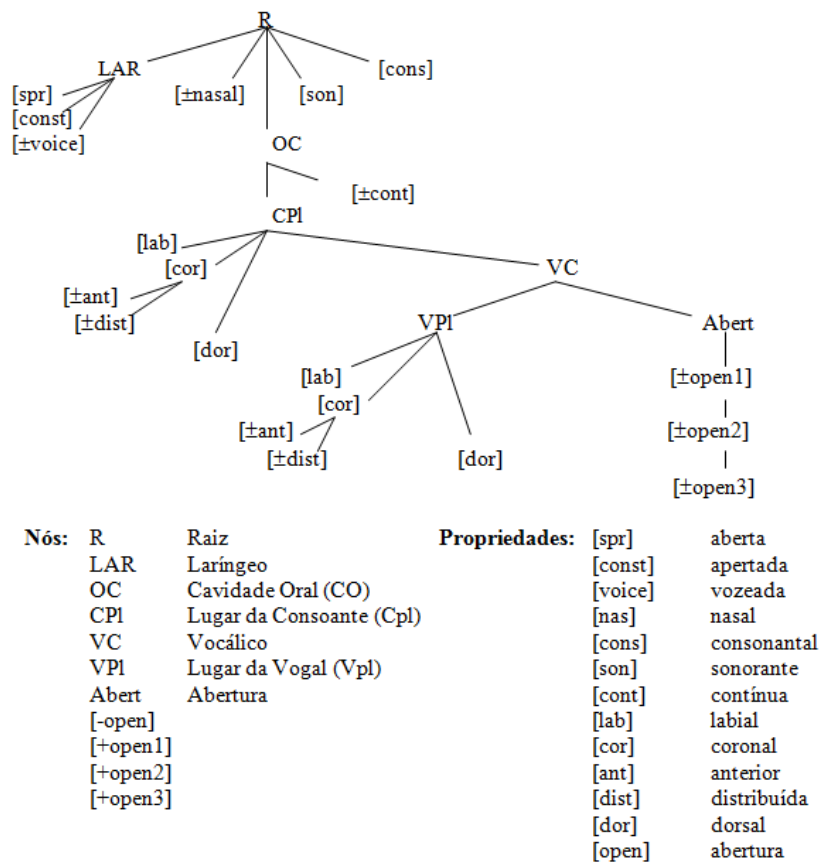 R
LAR
[cons]
[spr]
[±nasal] [son]
[const]
[±voice]
OC
[±cont]
CPl
[lab]
[cor]
VC
[±ant]
[±dist]
VPl Abert
[dor]
[lab] [±open1]
[cor]
[±ant] [±open2]
[±dist] [dor]
[±open3]
Nós: R Raiz Propriedades: [spr] aberta
LAR Laríngeo [const] apertada
OC Cavidade Oral (CO) [voice] vozeada
CPl Lugar da Consoante (Cpl) [nas] nasal
VC Vocálico [cons] consonantal
VPl Lugar da Vogal (Vpl) [son] sonorante
Abert Abertura [cont] contínua
[-open] [lab] labial
[+open1] [cor] coronal
[+open2] [ant] anterior
[+open3] [dist] distribuída
[dor] dorsal
[open] abertura